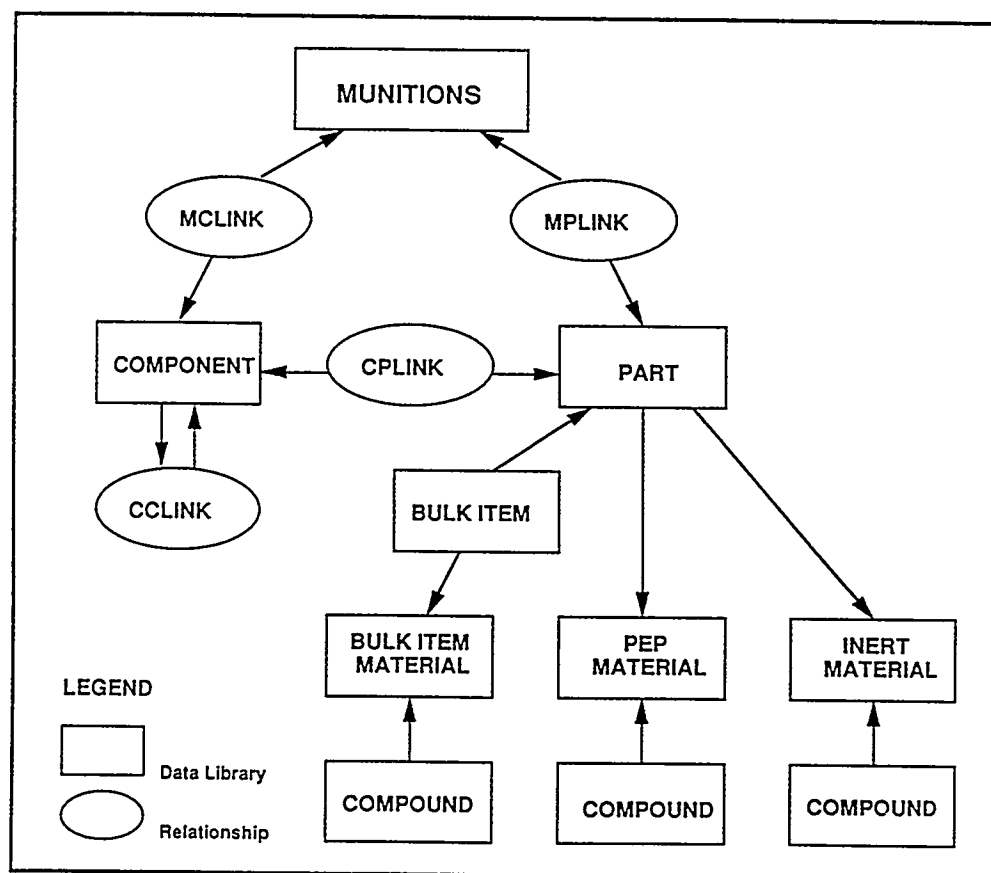 MUNITIONS
MCLINK
MPLINK
COMPONENT
CPLINK
PART
CCLINK
BULK ITEM
BULK ITEM
MATERIAL
PEP
MATERIAL
INERT
MATERIAL
LEGEND
Data Library
Relationship
COMPOUND
COMPOUND
COMPOUND